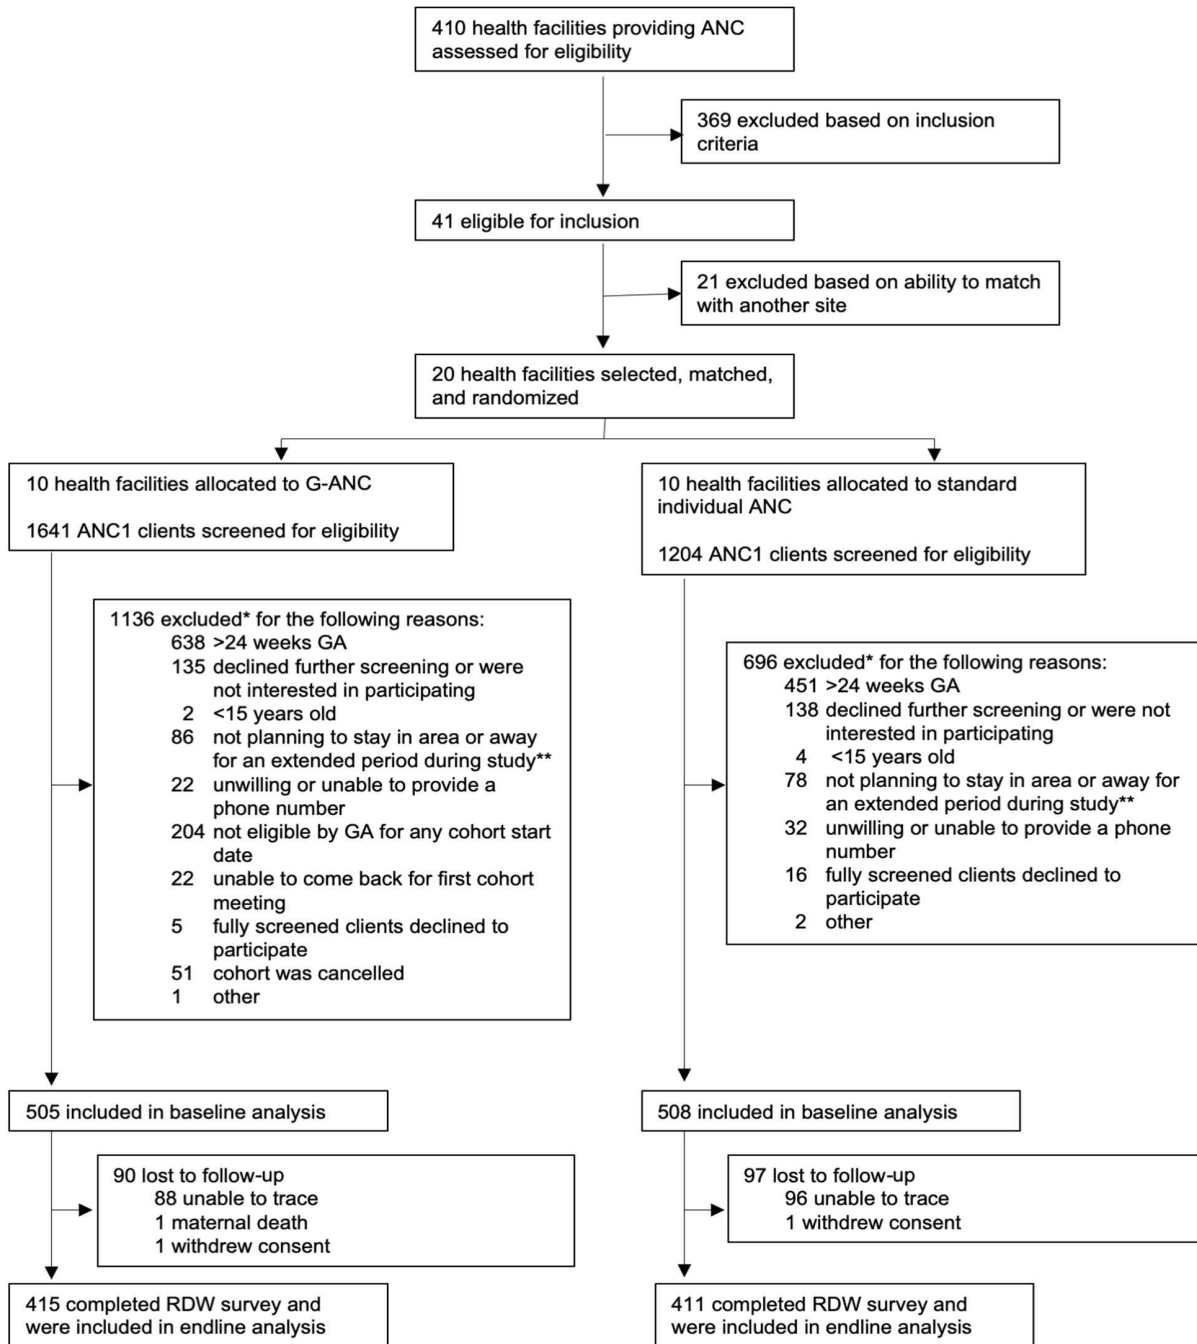 410 health facilities providing ANC
assessed for eligibility
369 excluded based on inclusion
criteria
41 eligible for inclusion
21 excluded based on ability to match
with another site
20 health facilities selected, matched,
and randomized
10 health facilities allocated to G-ANC
1641 ANC1 clients screened for eligibility
10 health facilities allocated to standard
individual ANC
1204 ANC1 clients screened for eligibility
1136 excluded* for the following reasons:
638 >24 weeks GA
135 declined further screening or were
not interested in participating
2 <15 years old
86 not planning to stay in area or away
for an extended period during study**
22 unwilling or unable to provide a
phone number
204 not eligible by GA for any cohort start
date
22 unable to come back for first cohort
meeting
5 fully screened clients declined to
participate
51 cohort was cancelled
1 other
696 excluded* for the following reasons:
451 >24 weeks GA
138 declined further screening or were not
interested in participating
4 <15 years old
78 not planning to stay in area or away for
an extended period during study**
32 unwilling or unable to provide a phone
number
16 fully screened clients declined to
participate
2 other
505 included in baseline analysis
508 included in baseline analysis
90 lost to follow-up
88 unable to trace
1 maternal death
1 withdrew consent
97 lost to follow-up
96 unable to trace
1 withdrew consent
415 completed RDW survey and
were included in endline analysis
411 completed RDW survey and
were included in endline analysis